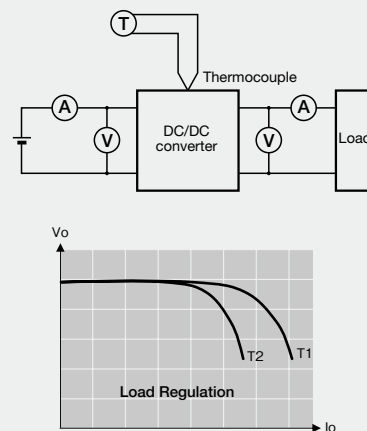 T
Thermocouple
A
A
V
DC/DC
converter
V
Load
Vo
T2
T1
Load Regulation
Io